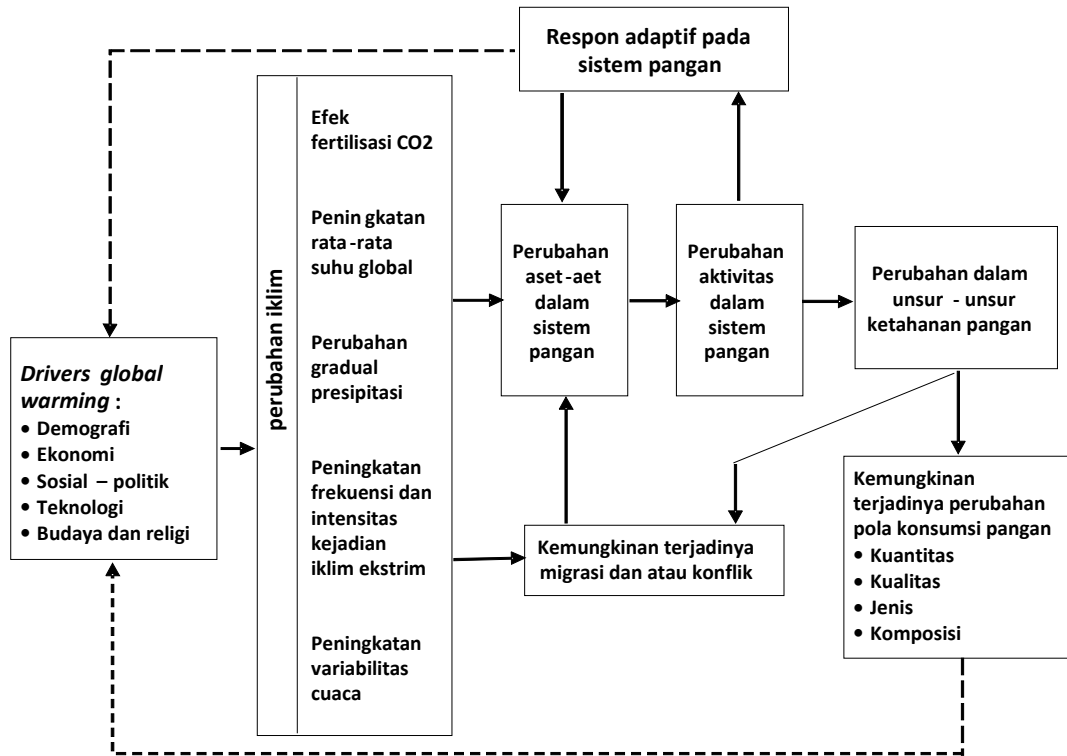 Respon adaptif pada
sistem pangan
perubahan iklim
Efek
fertilisasi CO2
Penin gkatan
rata -rata
suhu global
Perubahan
gradual
presipitasi
Peningkatan
frekuensi dan
intensitas
kejadian
iklim ekstrim
Peningkatan
variabilitas
cuaca
Perubahan
aset -aet
dalam
sistem
pangan
Perubahan
aktivitas
dalam
sistem
pangan
Perubahan dalam
unsur - unsur
ketahanan pangan
Drivers global
warming :
• Demografi
• Ekonomi
• Sosial – politik
• Teknologi
• Budaya dan religi
Kemungkinan terjadinya
migrasi dan atau konflik
Kemungkinan
terjadinya perubahan
pola konsumsi pangan
• Kuantitas
• Kualitas
• Jenis
• Komposisi